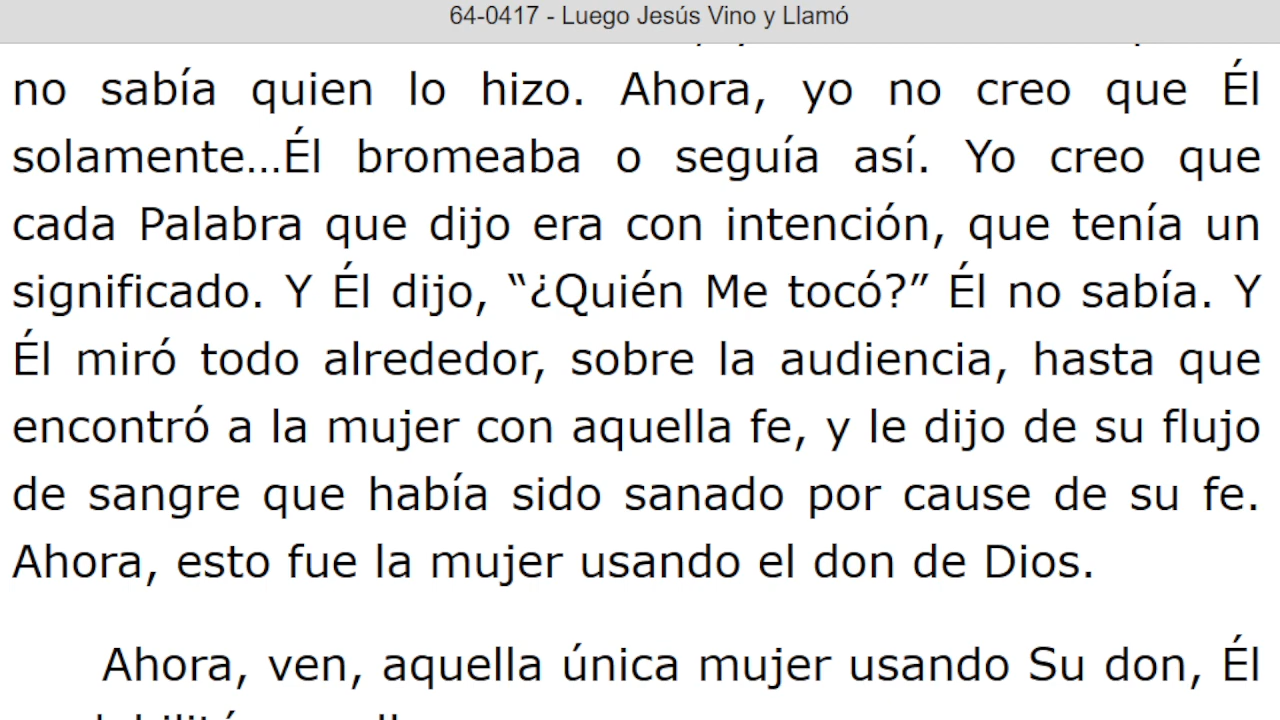 64-0417 - Luego Jesús Vino y Llamó
no sabía quien lo hizo. Ahora, yo no creo que Él
solamente...Él bromeaba o seguía así. Yo creo que
cada Palabra que dijo era con intención, que tenía un
significado. Y Él dijo, “¿Quién Me tocó?” Él no sabía. Y
Él miró todo alrededor, sobre la audiencia, hasta que
encontró a la mujer con aquella fe, y le dijo de su flujo
de sangre que había sido sanado por cause de su fe.
Ahora, esto fue la mujer usando el don de Dios.
Ahora, ven, aquella única mujer usando Su don, Él